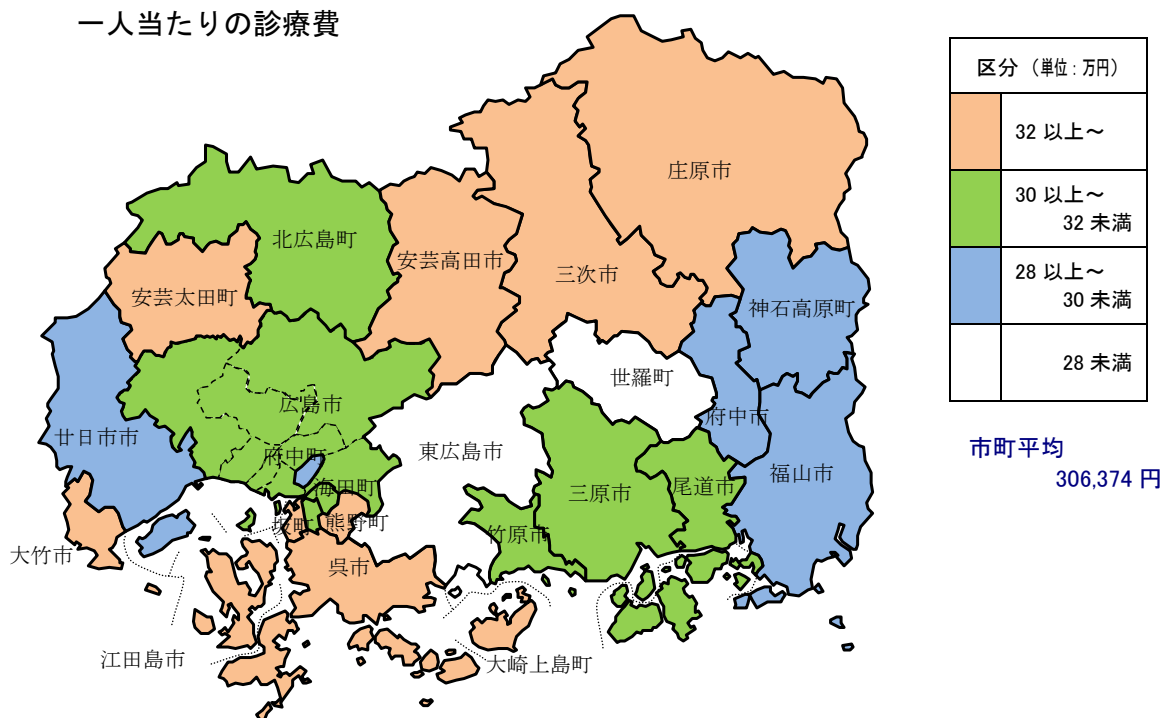 一人当たりの診療費
区分（単位：万円）
32 以上～
30 以上～
32 未満
28 以上～
30 未満
28 未満
市町平均
306,374 円
庄原市
北広島町
安芸高田市
三次市
安芸太田町
神石高原町
世羅町
広島市
府中市
廿日市市
東広島市
府中町
福山市
海田町
三原市
尾道市
坂町
熊野町
竹原市
大竹市
呉市
江田島市
大崎上島町